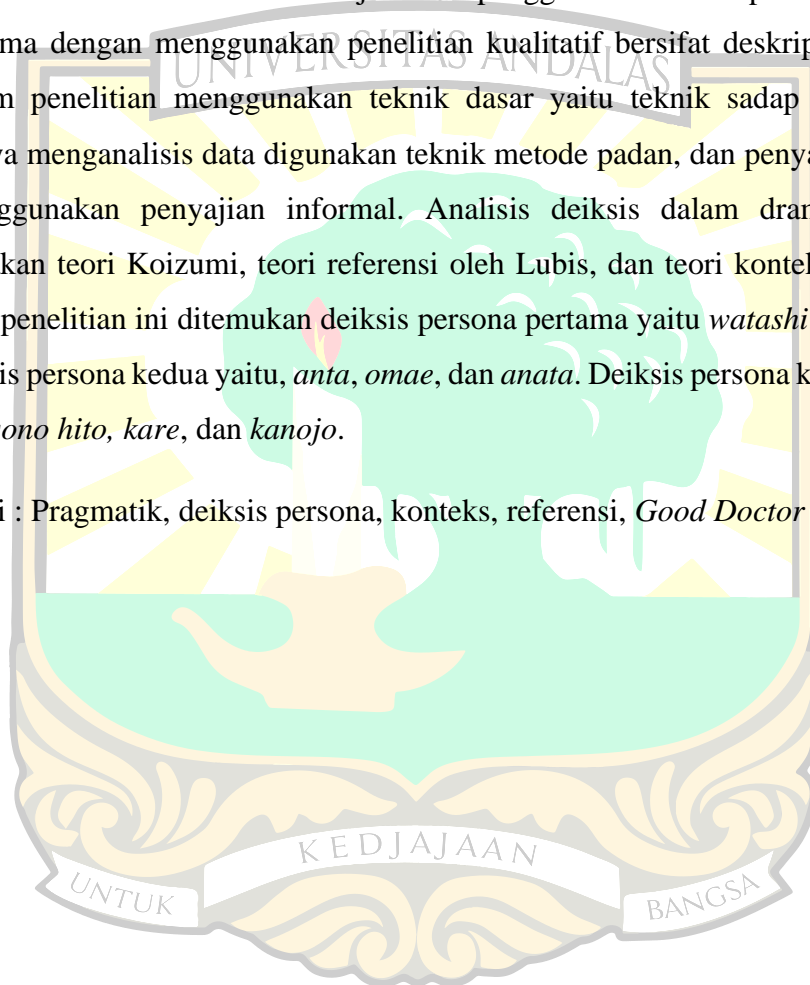 UNIVERSITAS ANDALAS
ma dengan menggunakan penelitian kualitatif bersifat deskrip
m penelitian menggunakan teknik dasar yaitu teknik sadap
ya menganalisis data digunakan teknik metode padan, dan penya
ggunakan penyajian informal. Analisis deiksis dalam dram
kan teori Koizumi, teori referensi oleh Lubis, dan teori kontek
penelitian ini ditemukan deiksis persona pertama yaitu watashi
is persona kedua yaitu, anta, omae, dan anata. Deiksis persona k
ono hito, kare, dan kanojo.
i : Pragmatik, deiksis persona, konteks, referensi, Good Doctor
KEDJAJAAN
UNTUK
BANGSA